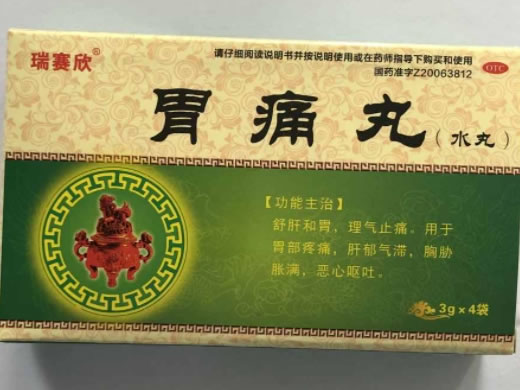 瑞赛欣®
请仔细阅读说明书并按说明使用或在药师指导下购买和使用
国药准字Z20063812
OTC
胃痛丸(水丸)
【功能主治】
舒肝和胃，理气止痛。用于
胃部疼痛，肝郁气滞，胸胁
胀满，恶心呕吐。
3g×4袋